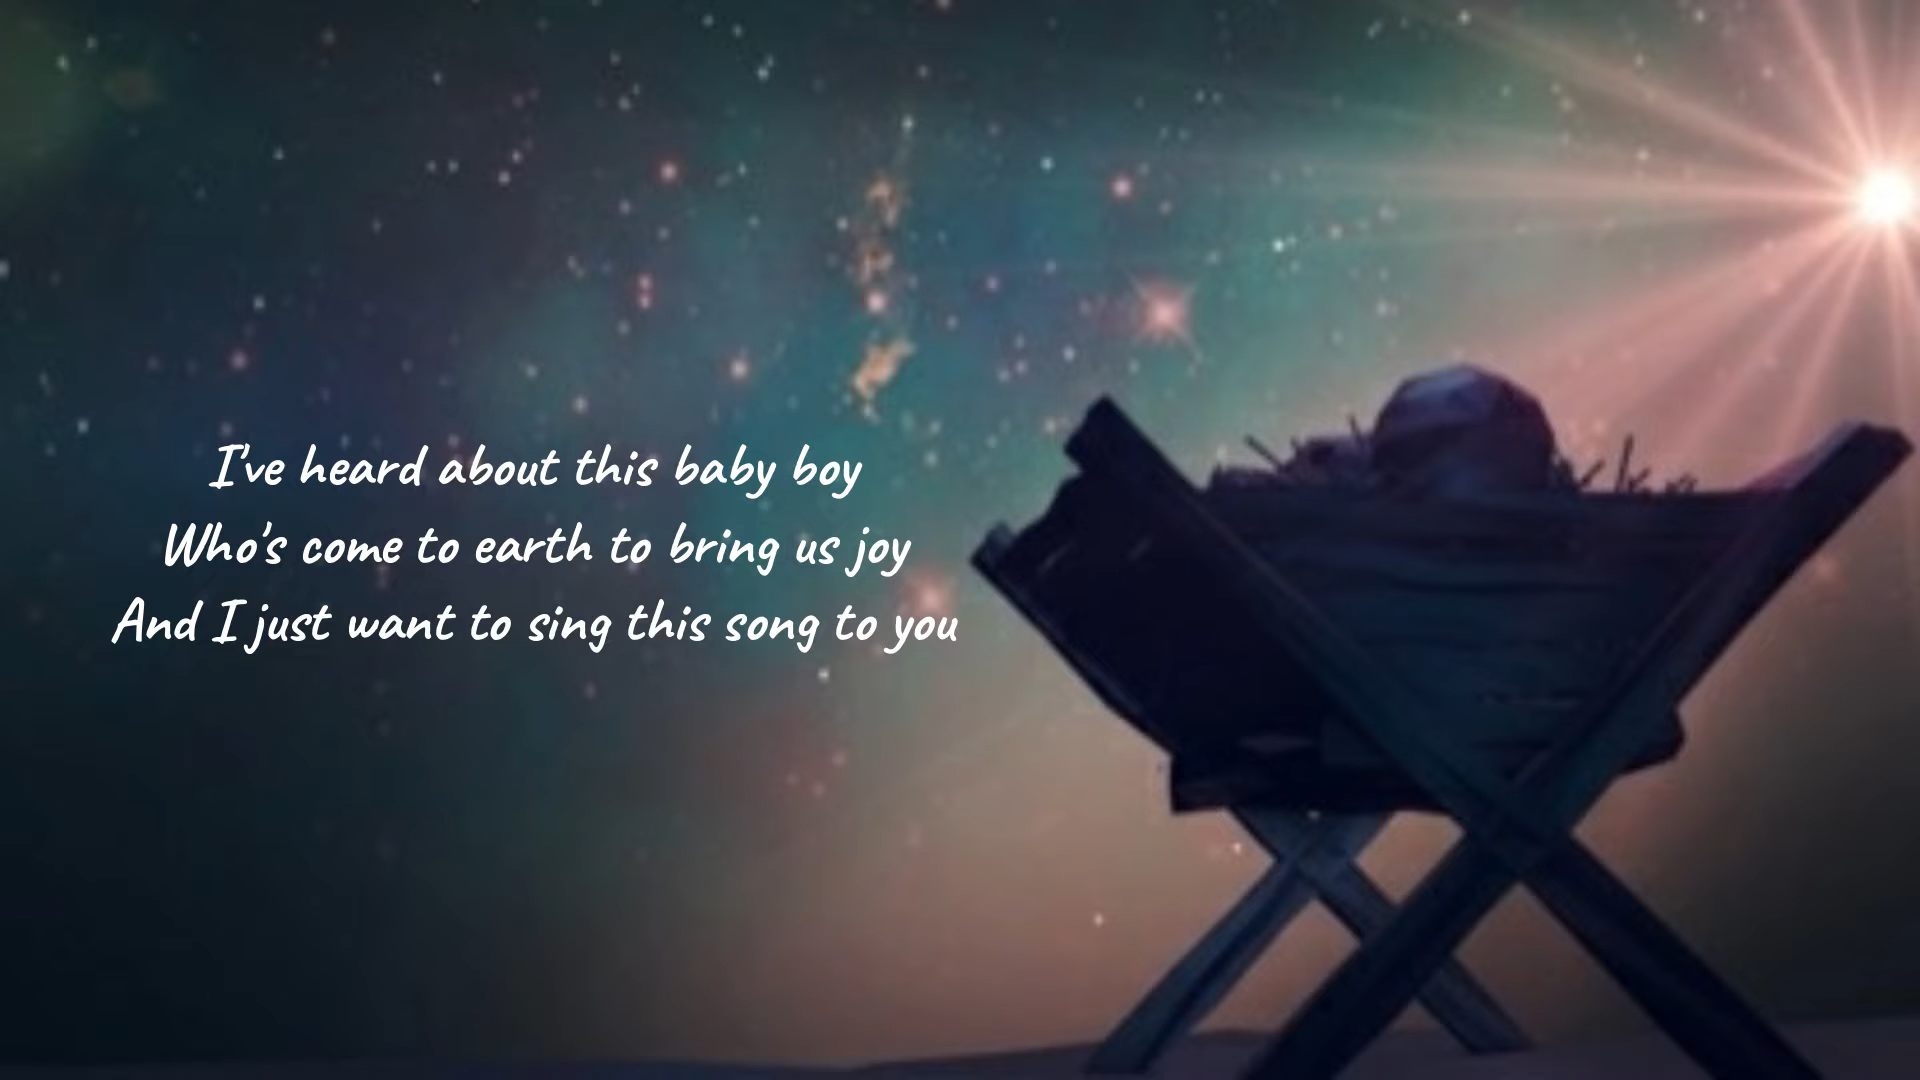 I've heard about this baby boy
Who's come to earth to bring us joy
And I just want to sing this song to you